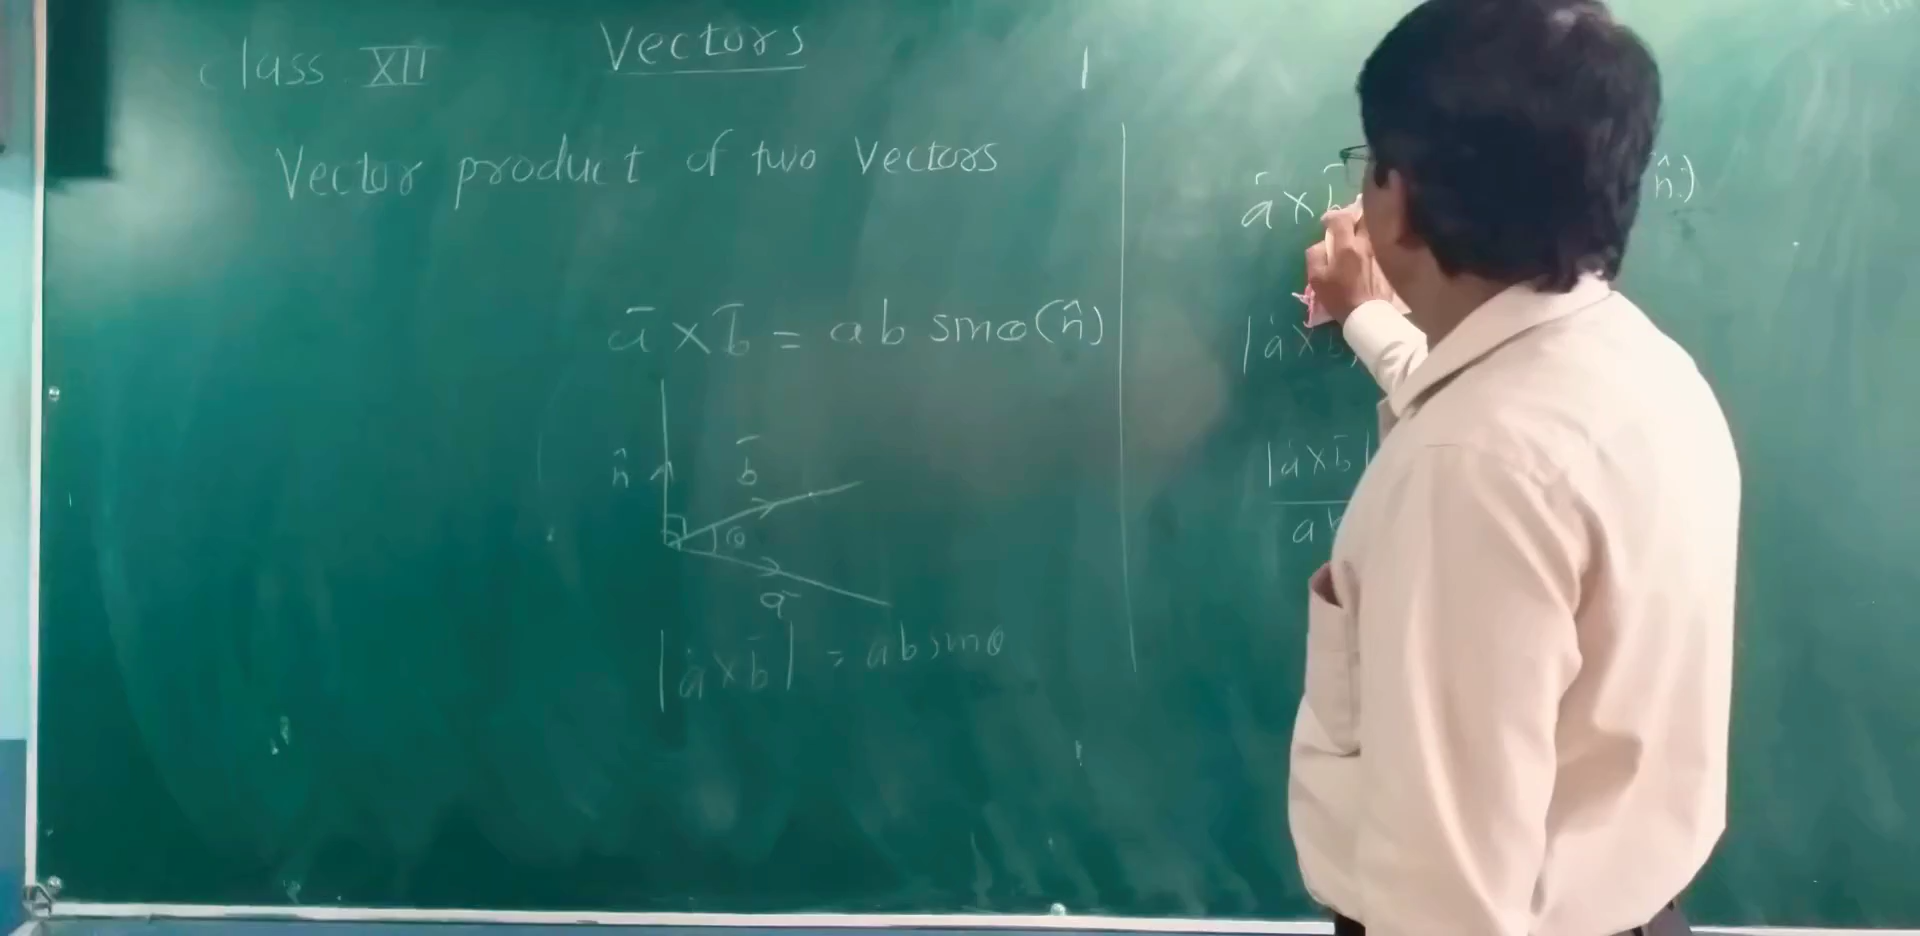 class XII
Vectors
Vector product of two Vectors
ā × b̄ = ab sinθ(n̂)
n̂
b̄
θ
ā
|ā × b̄| = ab sinθ
ā × b̄
n̂)
|ā × b
|ā × b̄|
ab